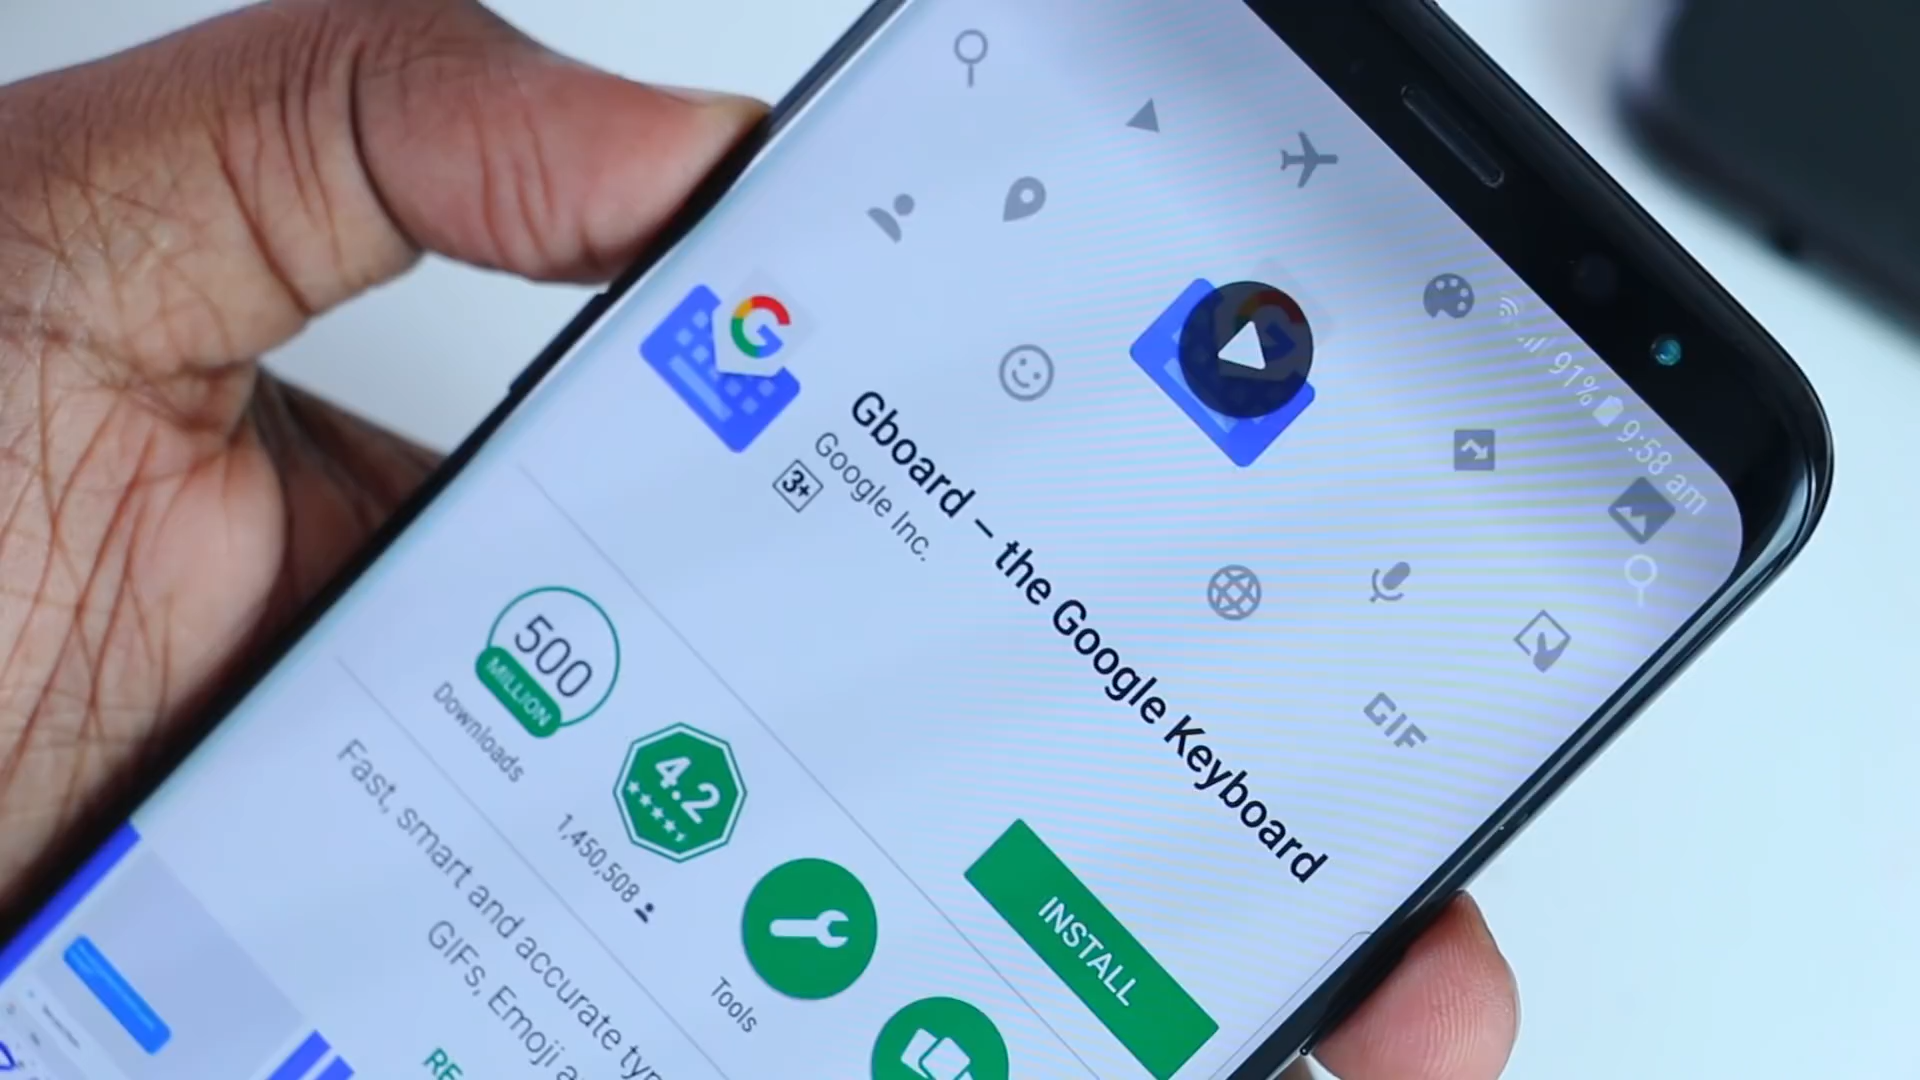 91% 9:58 am
GIF
G
Gboard – the Google Keyboard
Google Inc.
3+
INSTALL
500
MILLION
Downloads
4.2
1,450,508
Tools
Fast, smart and accurate typ
GIFs, Emoji a
RE